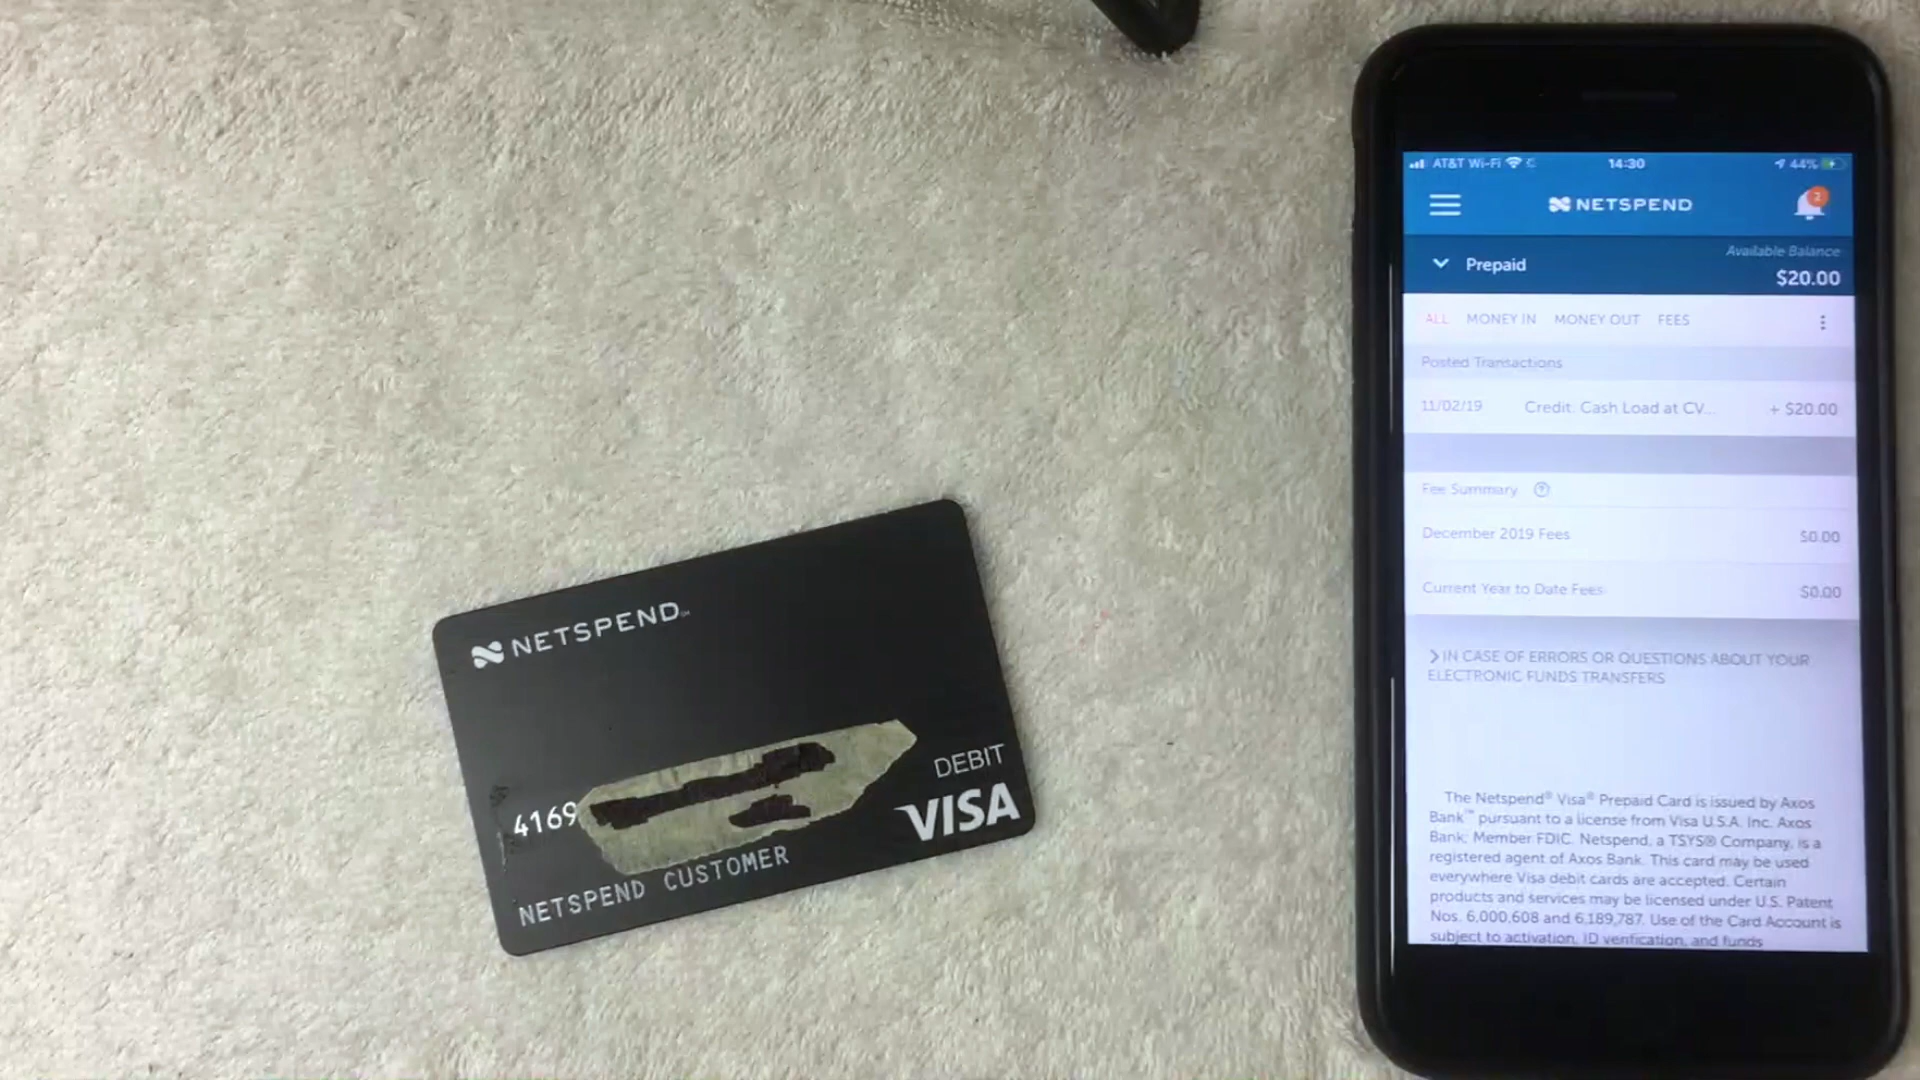 NETSPEND
DEBIT
4169
VISA
NETSPEND CUSTOMER
AT&T Wi-Fi 14:30 44%
NETSPEND 2
Available Balance
Prepaid $20.00
ALL MONEY IN MONEY OUT FEES
Posted Transactions
11/02/19 Credit: Cash Load at CV... + $20.00
Fee Summary ?
December 2019 Fees $0.00
Current Year to Date Fees $0.00
IN CASE OF ERRORS OR QUESTIONS ABOUT YOUR
ELECTRONIC FUNDS TRANSFERS
The Netspend® Visa® Prepaid Card is issued by Axos
Bank™ pursuant to a license from Visa U.S.A. Inc. Axos
Bank; Member FDIC. Netspend, a TSYS® Company, is a
registered agent of Axos Bank. This card may be used
everywhere Visa debit cards are accepted. Certain
products and services may be licensed under U.S. Patent
Nos. 6,000,608 and 6,189,787. Use of the Card Account is
subject to activation, ID verification, and funds